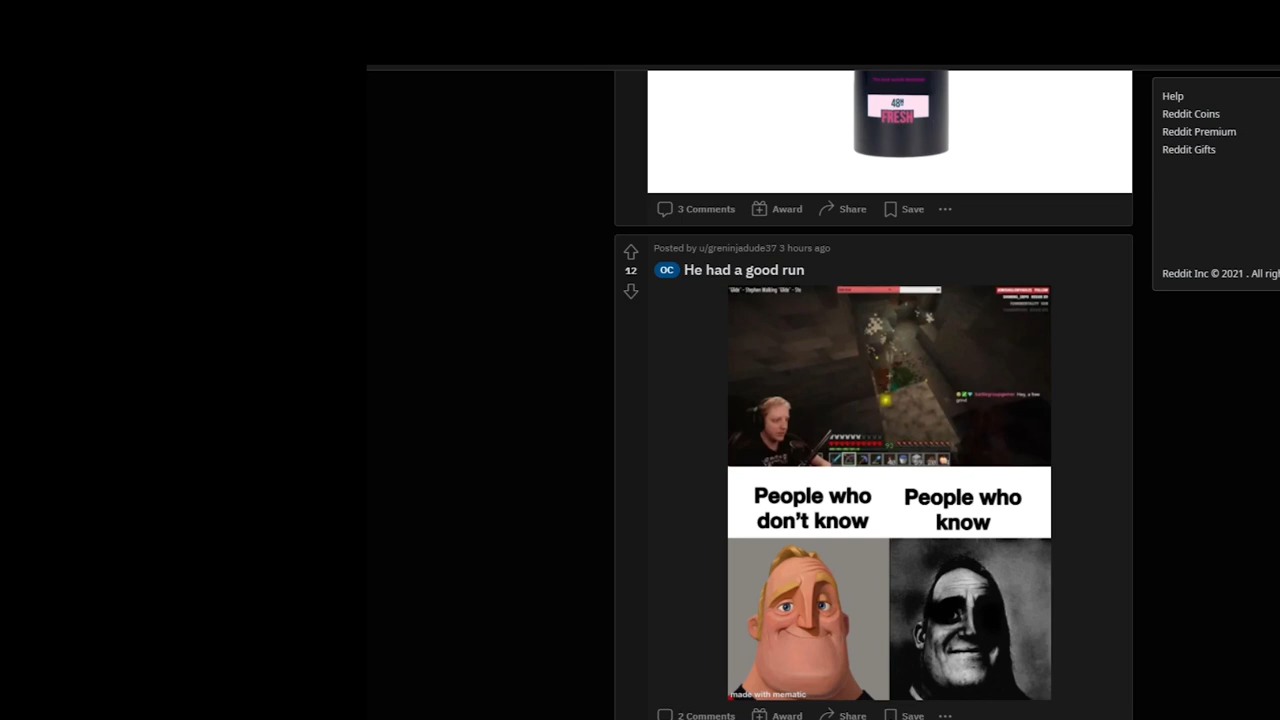 48H
FRESH
3 Comments
Award
Share
Save
Help
Reddit Coins
Reddit Premium
Reddit Gifts
Reddit Inc © 2021 . All rig
Posted by u/greninjadude37 3 hours ago
12
OC
He had a good run
Hey, a few
People who
don't know
People who
know
made with mematic
2 Comments
Award
Share
Save